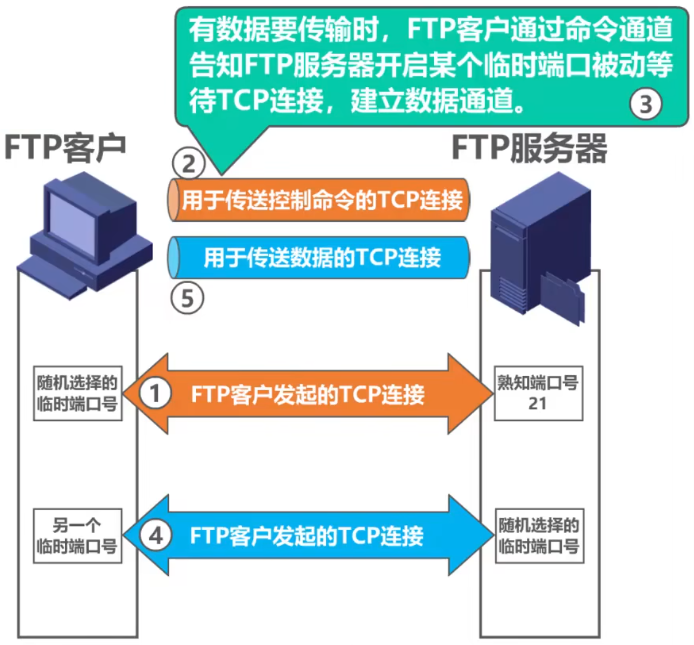 有数据要传输时，FTP客户通过命令通道
告知FTP服务器开启某个临时端口被动等
待TCP连接，建立数据通道。
③
FTP客户
FTP服务器
②
用于传送控制命令的TCP连接
用于传送数据的TCP连接
⑤
随机选择的
临时端口号
①
FTP客户发起的TCP连接
熟知端口号
21
另一个
临时端口号
④
FTP客户发起的TCP连接
随机选择的
临时端口号